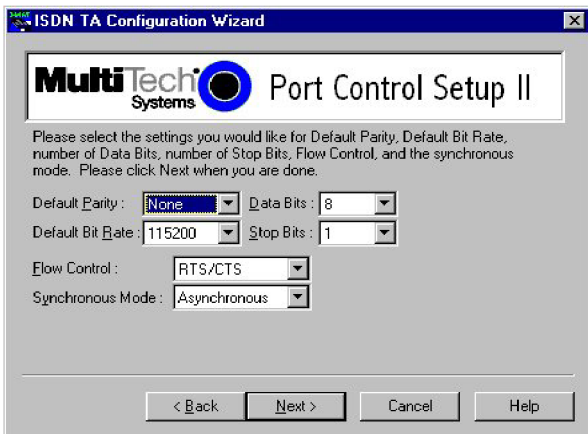 ISDN TA Configuration Wizard
MultiTech Systems
Port Control Setup II
Please select the settings you would like for Default Parity, Default Bit Rate,
number of Data Bits, number of Stop Bits, Flow Control, and the synchronous
mode. Please click Next when you are done.
Default Parity : None Data Bits : 8
Default Bit Rate : 115200 Stop Bits : 1
Flow Control : RTS/CTS
Synchronous Mode : Asynchronous
< Back Next > Cancel Help